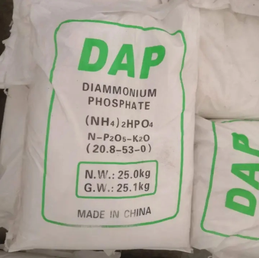 DAP
DIAMMONIUM
PHOSPHATE
(NH₄)₂HPO₄
N-P₂O₅-K₂O
(20.8-53-0)
N.W.: 25.0kg
G.W.: 25.1kg
MADE IN CHINA
DAP